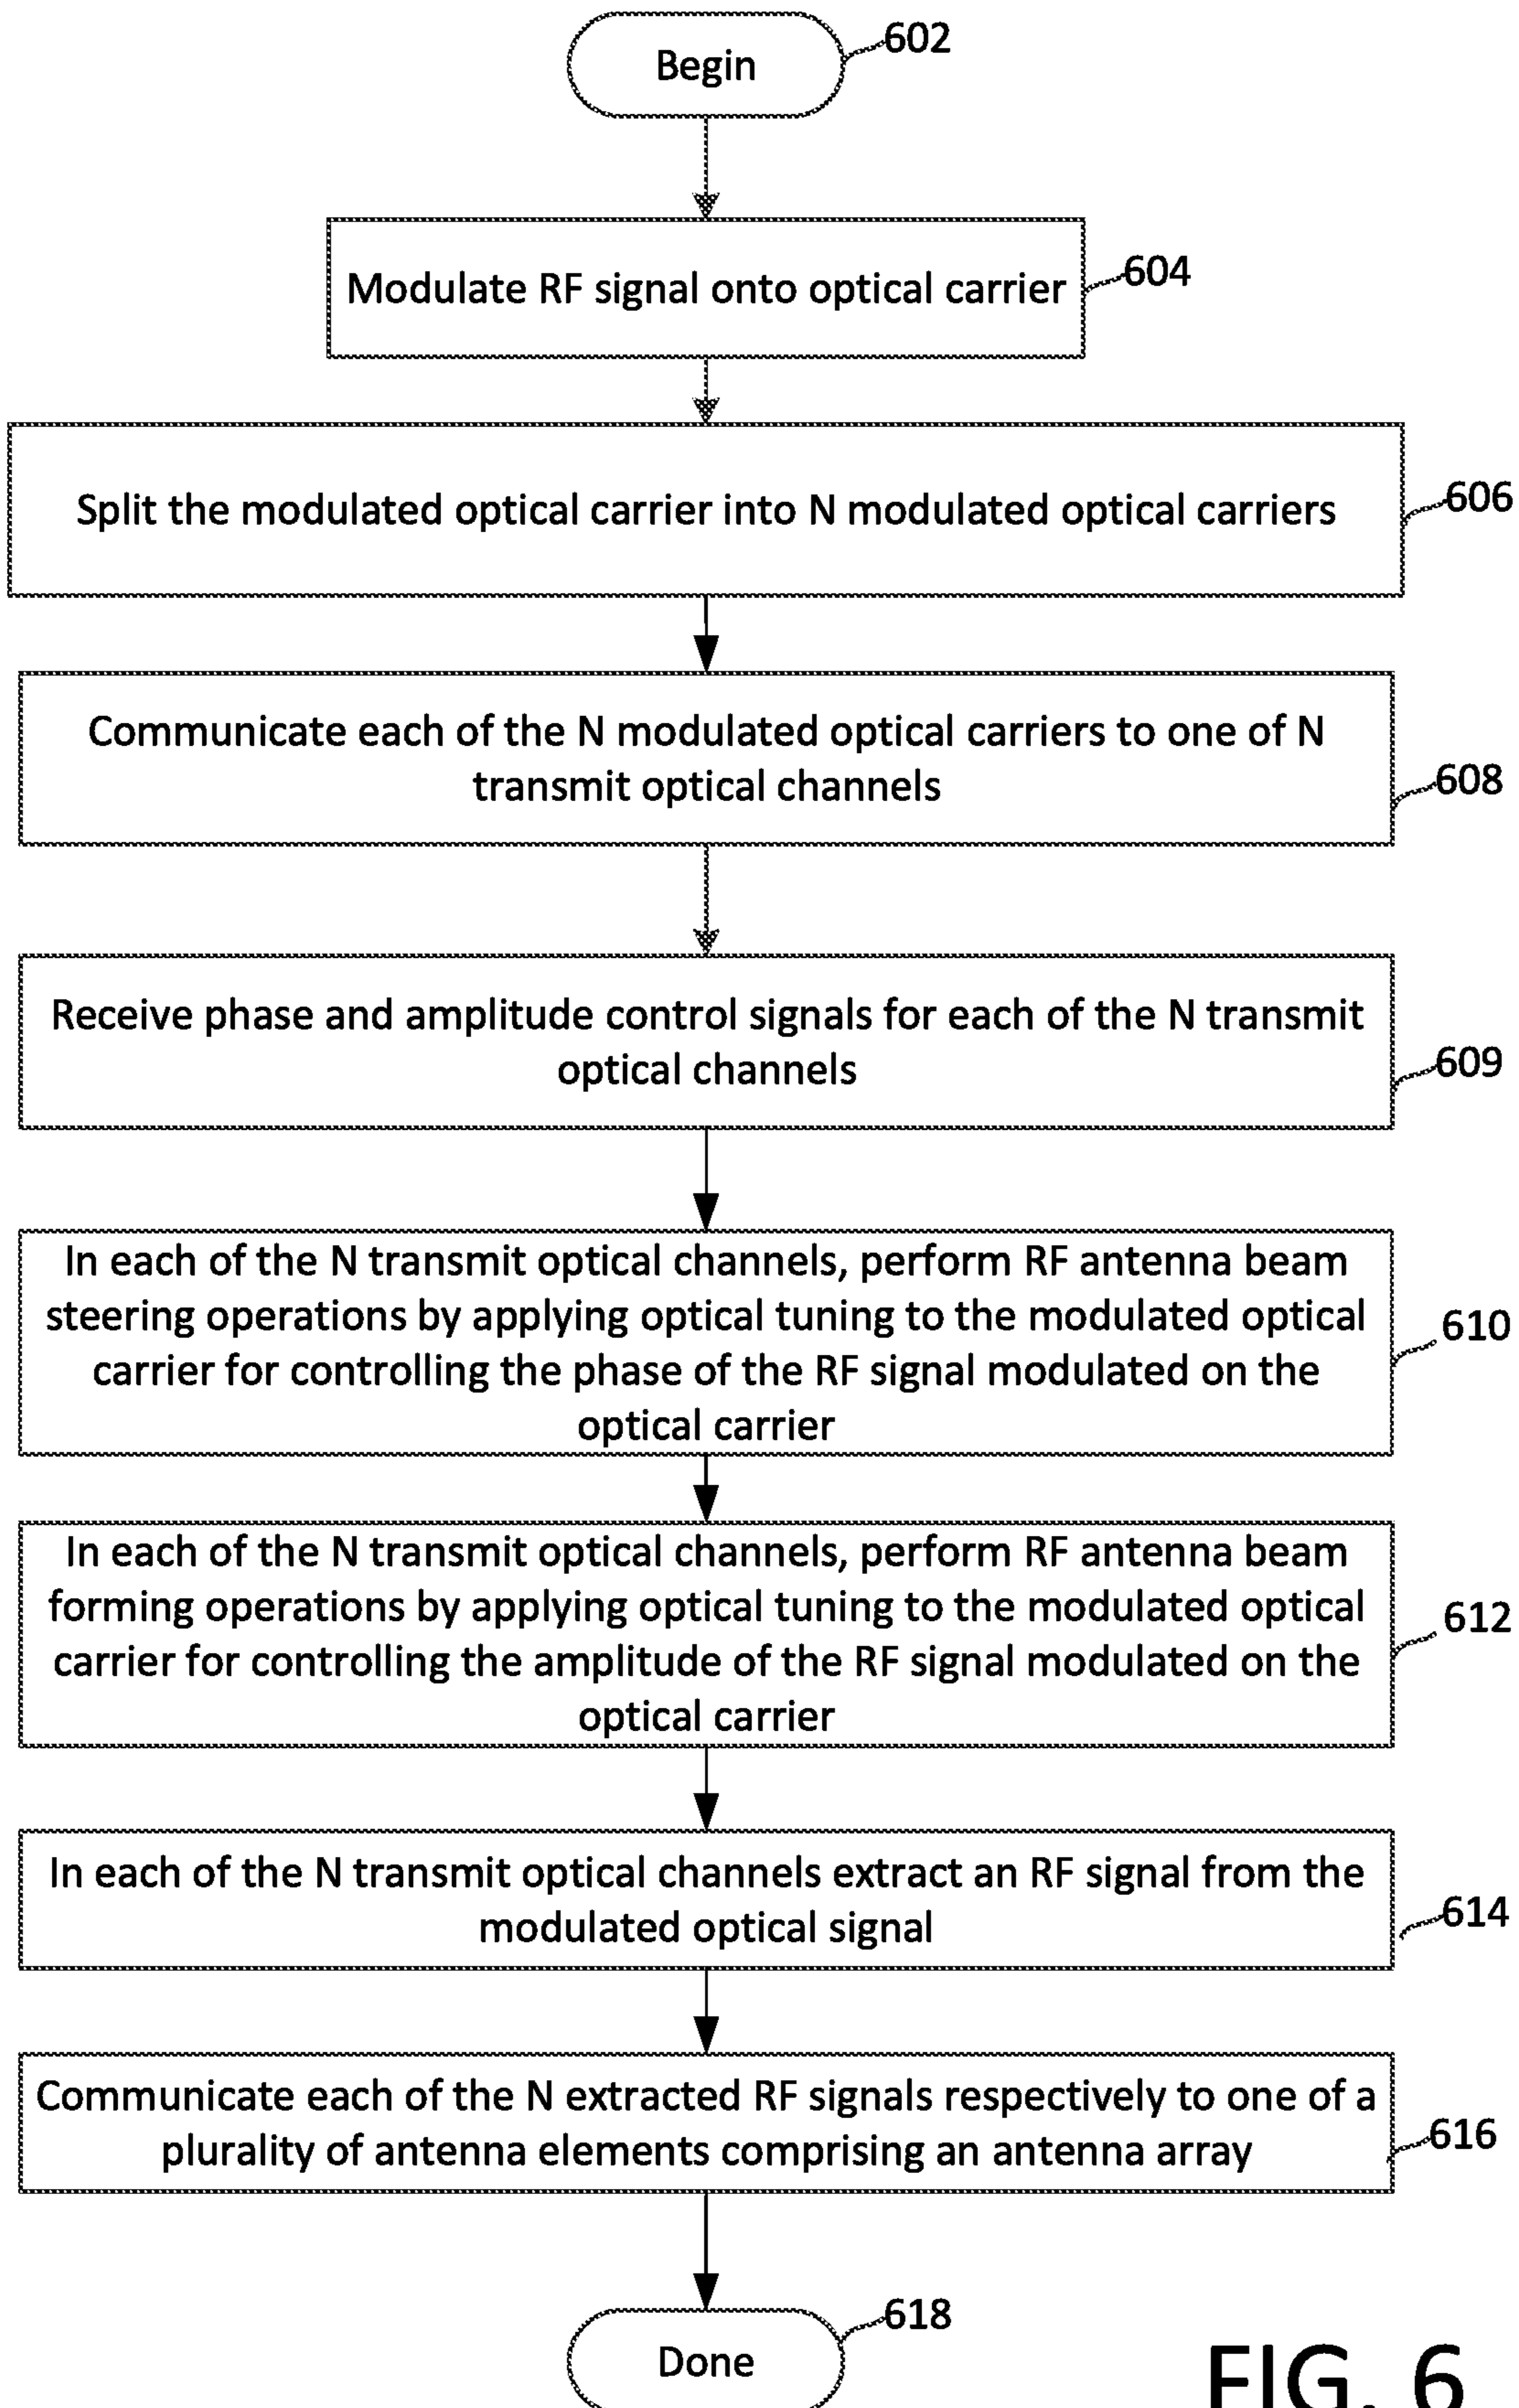 Begin
602
Modulate RF signal onto optical carrier
604
Split the modulated optical carrier into N modulated optical carriers
606
Communicate each of the N modulated optical carriers to one of N
transmit optical channels
608
Receive phase and amplitude control signals for each of the N transmit
optical channels
609
In each of the N transmit optical channels, perform RF antenna beam
steering operations by applying optical tuning to the modulated optical
carrier for controlling the phase of the RF signal modulated on the
optical carrier
610
In each of the N transmit optical channels, perform RF antenna beam
forming operations by applying optical tuning to the modulated optical
carrier for controlling the amplitude of the RF signal modulated on the
optical carrier
612
In each of the N transmit optical channels extract an RF signal from the
modulated optical signal
614
Communicate each of the N extracted RF signals respectively to one of a
plurality of antenna elements comprising an antenna array
616
Done
618
FIG. 6